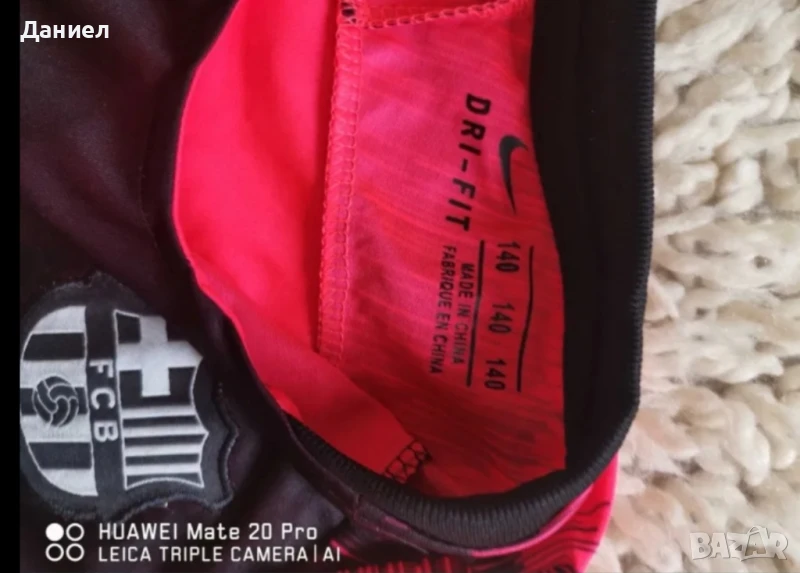 Даниел
DRI-FIT
140 140 140
MADE IN CHINA
FABRIQUE EN CHINA
FCB
HUAWEI Mate 20 Pro
LEICA TRIPLE CAMERA | AI
BAZAR